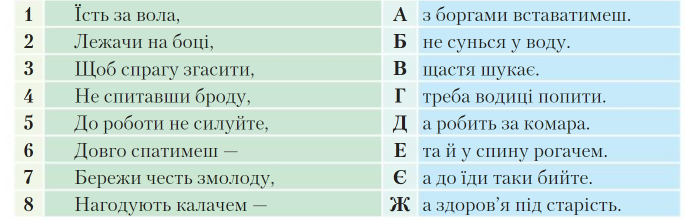 1 Їсть за вола, А з боргами вставатимеш.
2 Лежачи на боці, Б не сунься у воду.
3 Щоб спрагу згасити, В щастя шукає.
4 Не спитавши броду, Г треба водиці попити.
5 До роботи не силуйте, Д а робить за комара.
6 Довго спатимеш — Е та й у спину рогачем.
7 Бережи честь змолоду, Є а до їди таки бийте.
8 Нагодують калачем — Ж а здоров’я під старість.